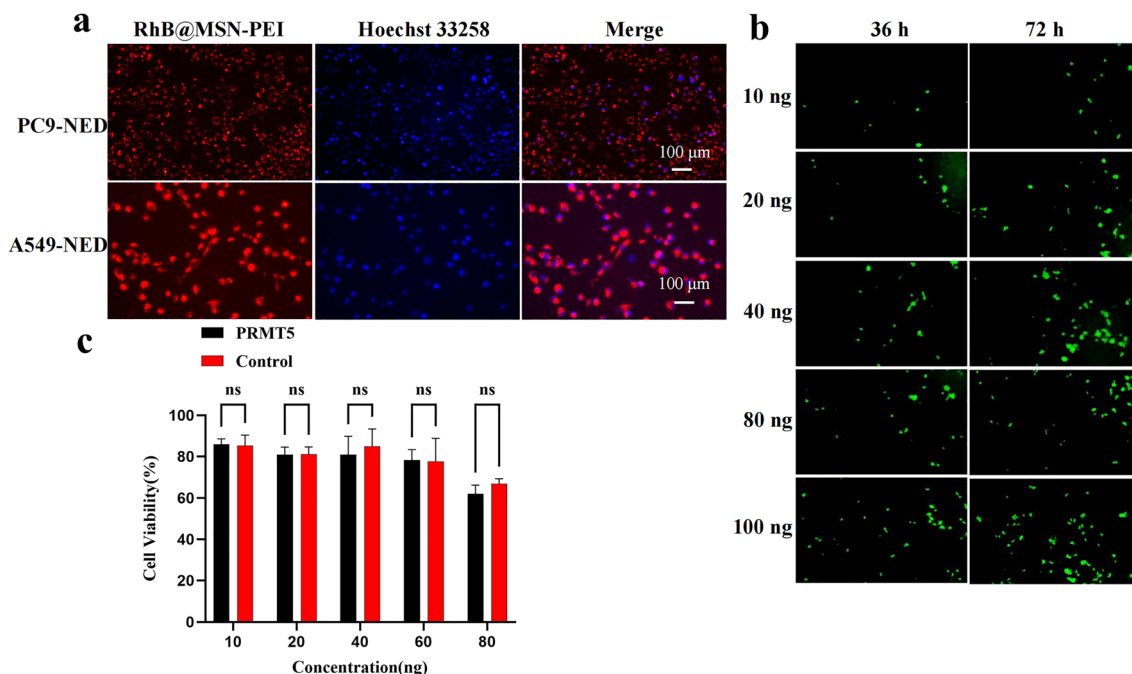 a
RhB@MSN-PEI Hoechst 33258 Merge
PC9-NED
100 μm
A549-NED
100 μm
b
36 h 72 h
10 ng
20 ng
40 ng
80 ng
100 ng
c
PRMT5
Control
ns ns ns ns ns
Cell Viability(%)
100
80
60
40
20
0
10 20 40 60 80
Concentration(ng)